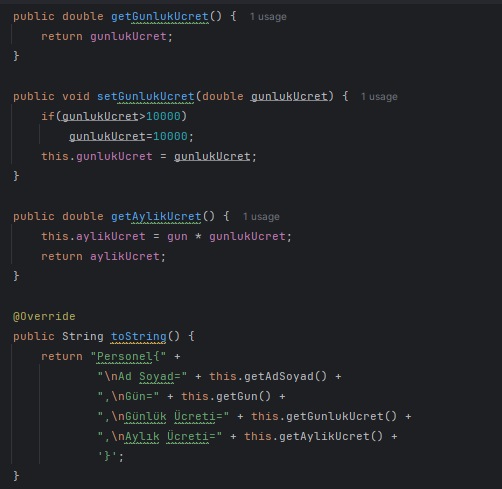 public double getGunlukUcret() { 1 usage
return gunlukUcret;
}
public void setGunlukUcret(double gunlukUcret) { 1 usage
if(gunlukUcret>10000)
gunlukUcret=10000;
this.gunlukUcret = gunlukUcret;
}
public double getAylikUcret() { 1 usage
this.aylikUcret = gun * gunlukUcret;
return aylikUcret;
}
@Override
public String toString() {
return "Personel{" +
"\nAd Soyad=" + this.getAdSoyad() +
",\nGün=" + this.getGun() +
",\nGünlük Ücreti=" + this.getGunlukUcret() +
",\nAylık Ücreti=" + this.getAylikUcret() +
'}';
}